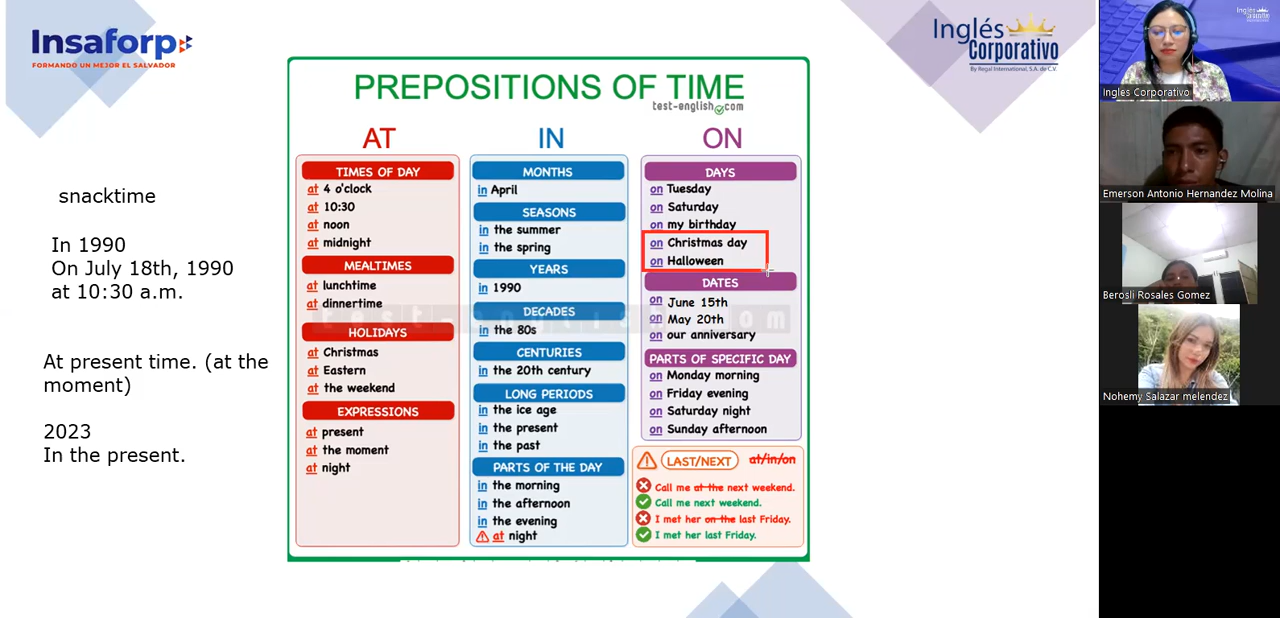 Insaforp
FORMANDO UN MEJOR EL SALVADOR
Inglés
Corporativo
By Regal International, S.A. de C.V.
snacktime
In 1990
On July 18th, 1990
at 10:30 a.m.
At present time. (at the
moment)
2023
In the present.
PREPOSITIONS OF TIME
test-english.com
AT
TIMES OF DAY
at 4 o'clock
at 10:30
at noon
at midnight
MEALTIMES
at lunchtime
at dinnertime
HOLIDAYS
at Christmas
at Eastern
at the weekend
EXPRESSIONS
at present
at the moment
at night
IN
MONTHS
in April
SEASONS
in the summer
in the spring
YEARS
in 1990
DECADES
in the 80s
CENTURIES
in the 20th century
LONG PERIODS
in the ice age
in the present
in the past
PARTS OF THE DAY
in the morning
in the afternoon
in the evening
at night
ON
DAYS
on Tuesday
on Saturday
on my birthday
on Christmas day
on Halloween
DATES
on June 15th
on May 20th
on our anniversary
PARTS OF SPECIFIC DAY
on Monday morning
on Friday evening
on Saturday night
on Sunday afternoon
LAST/NEXT at/in/on
Call me at the next weekend.
Call me next weekend.
I met her on the last Friday.
I met her last Friday.
Ingles Corporativo
Emerson Antonio Hernandez Molina
Berosli Rosales Gomez
Nohemy Salazar melendez